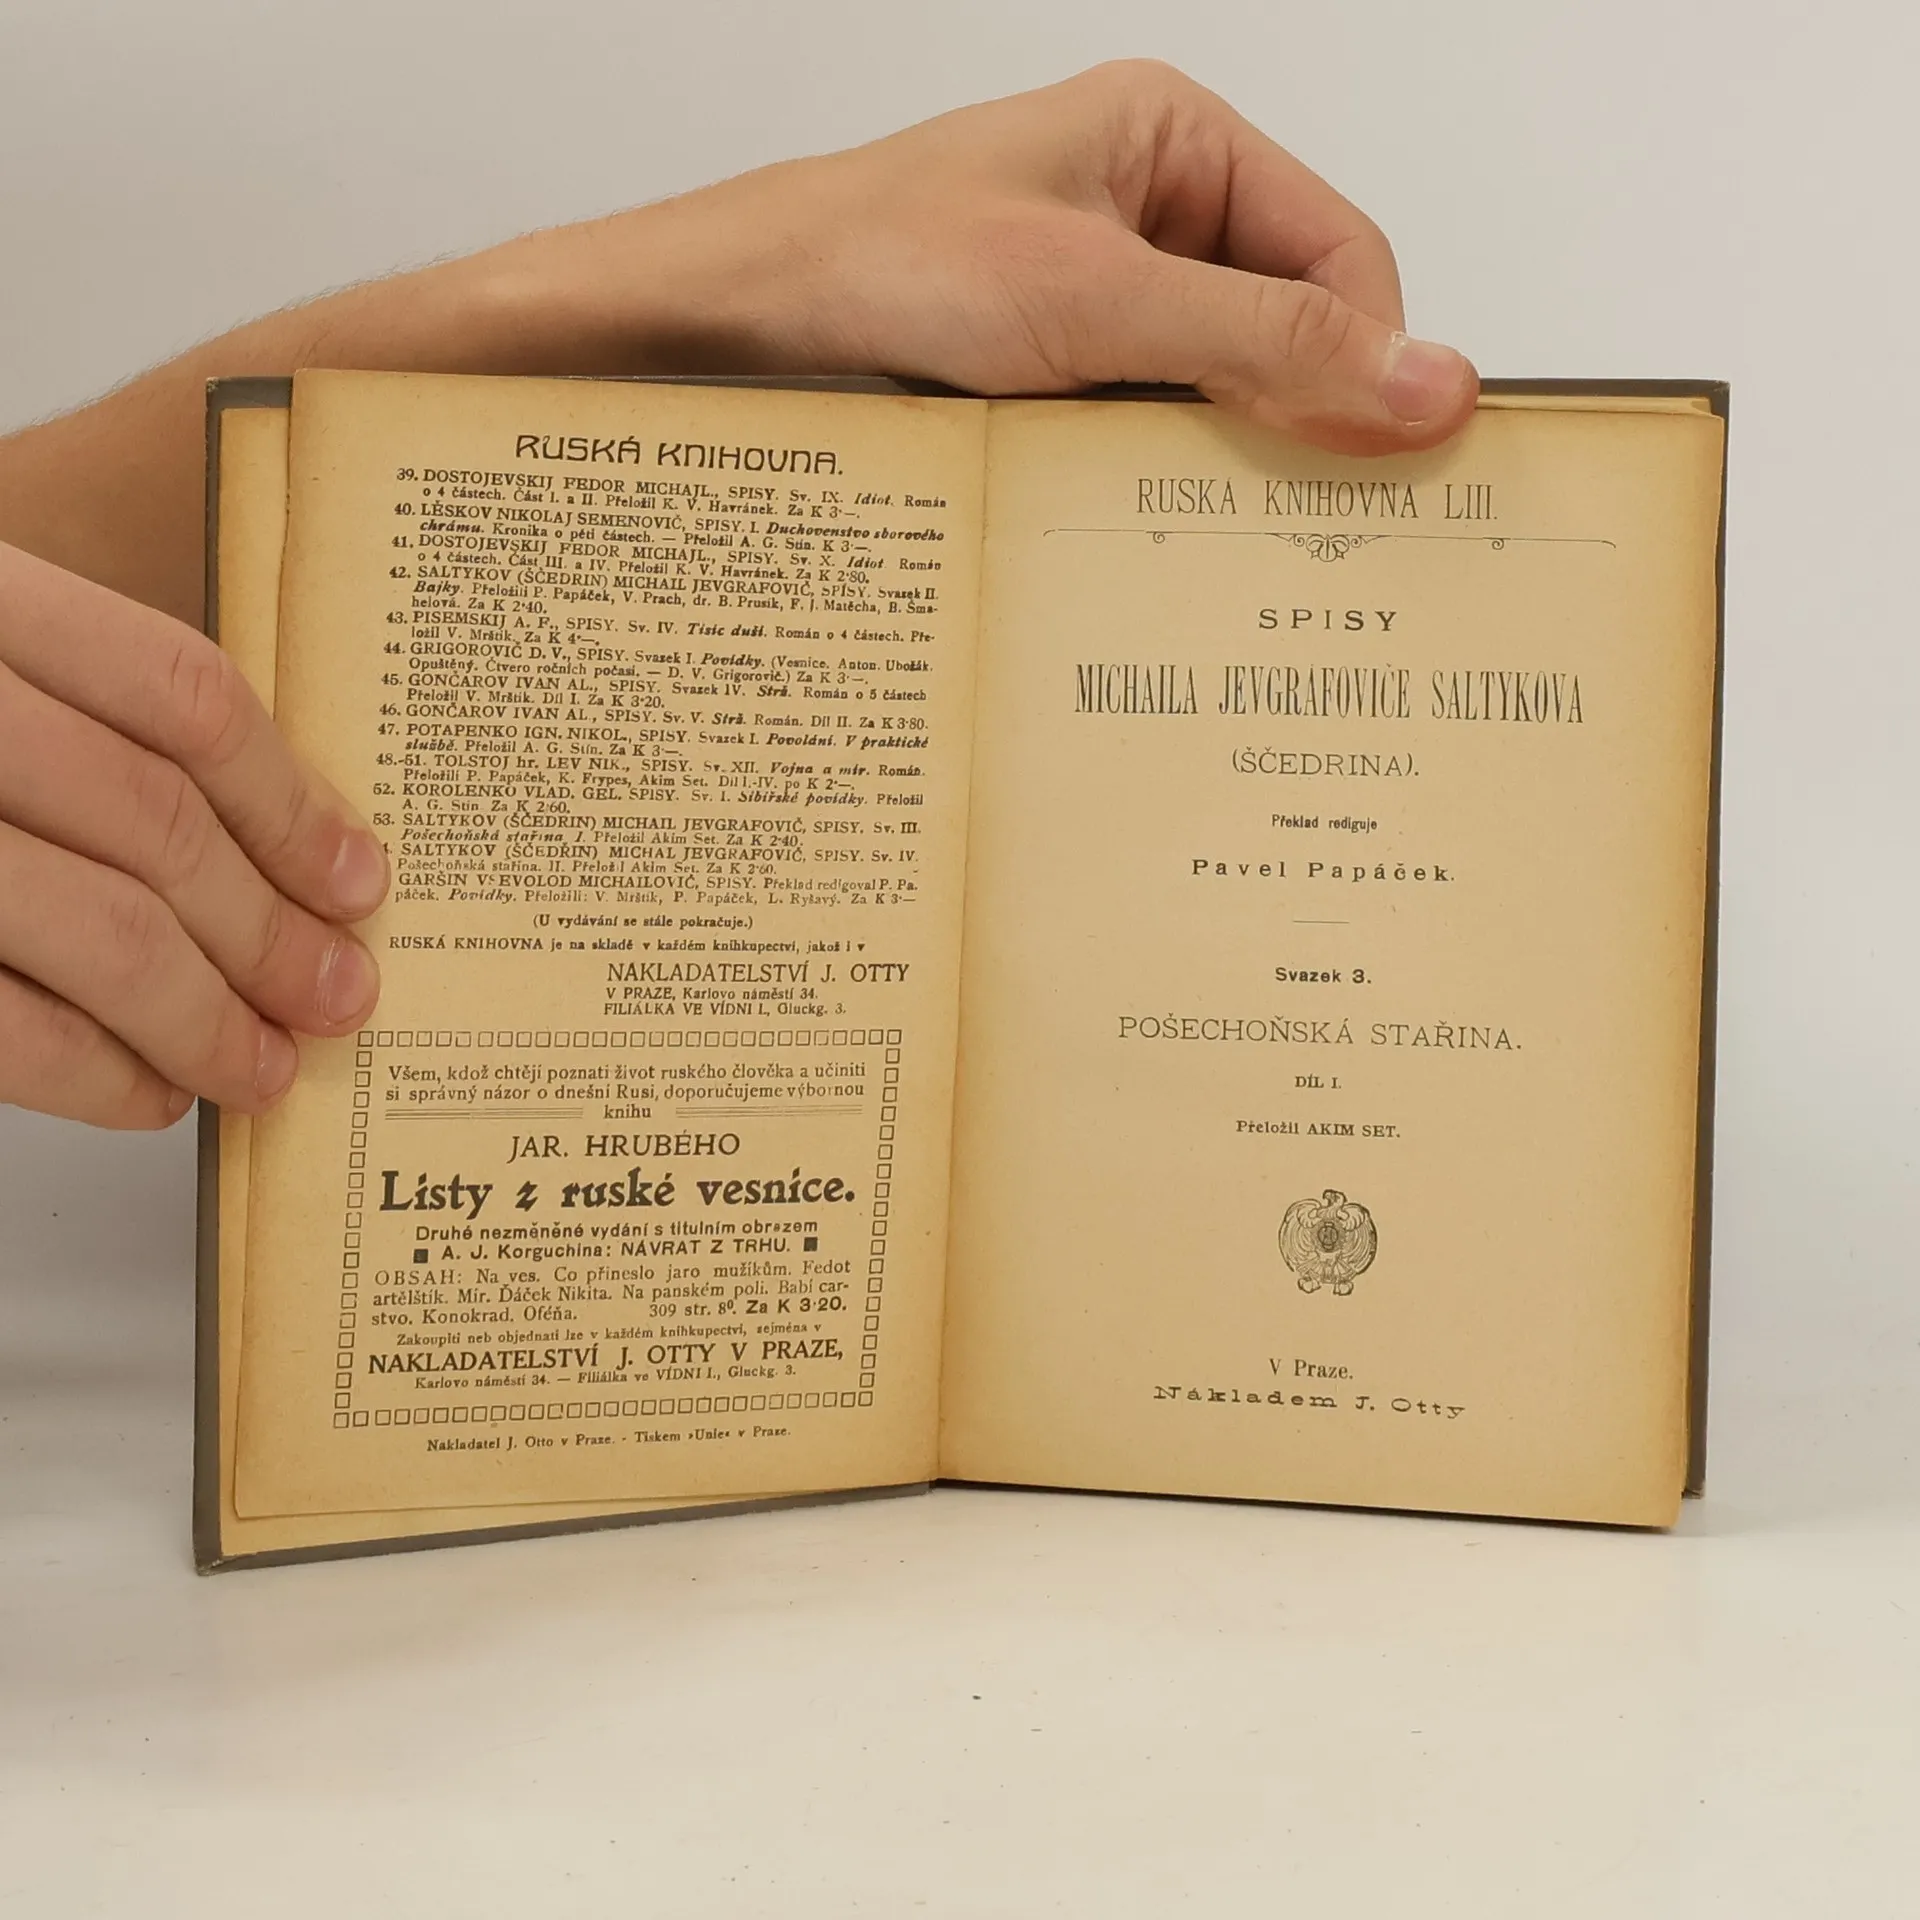 RUSKÁ KNIHOVNA.
39. DOSTOJEVSKIJ FEDOR MICHAJL., SPISY. Sv. IX. Idiot. Román
o 4 částech. Část I. a II. Přeložil K. V. Havránek. Za K 3·—.
40. LĚSKOV NIKOLAJ SEMENOVIČ, SPISY. I. Duchovenstvo sborového
chrámu. Kronika o pěti částech. — Přeložil A. G. Stín. K 3·—.
41. DOSTOJEVSKIJ FEDOR MICHAJL., SPISY. Sv. X. Idiot Román
o 4 částech. Část III. a IV. Přeložil K. V. Havránek. Za K 2·80.
42. SALTYKOV (ŠČEDRIN) MICHAIL JEVGRAFOVIČ, SPISY. Svazek II.
Bajky. Přeložili P. Papáček, V. Prach, dr. B. Prusík, F. J. Matěcha, B. Šma-
helová. Za K 2·40.
43. PISEMSKIJ A. F., SPISY. Sv. IV. Tisíc duší. Román o 4 částech. Pře-
ložil V. Mrštík. Za K 4·—.
44. GRIGOROVIČ D. V., SPISY. Svazek I. Povídky. (Vesnice. Anton. Ubožák.
Opuštěný. Čtvero ročních počasí. — D. V. Grigorovič.) Za K 3·—.
45. GONČAROV IVAN AL., SPISY. Svazek IV. Strž. Román o 5 částech
Přeložil V. Mrštík. Díl I. Za K 3·20.
46. GONČAROV IVAN AL., SPISY. Sv. V. Strž. Román. Díl II. Za K 3·80.
47. POTAPENKO IGN. NIKOL., SPISY. Svazek I. Povolání. V praktické
službě. Přeložil A. G. Stín. Za K 3·—.
48.-51. TOLSTOJ hr. LEV NIK., SPISY. Sv. XII. Vojna a mír. Román.
Přeložili P. Papáček, K. Frypes, Akim Set. Díl I.-IV. po K 2·—.
52. KOROLENKO VLAD. GEL. SPISY. Sv. I. Sibiřské povídky. Přeložil
A. G. Stín Za K 2·60.
53. SALTYKOV (ŠČEDRIN) MICHAIL JEVGRAFOVIČ, SPISY. Sv. III.
Pošechoňská stařina. I. Přeložil Akim Set. Za K 2·40.
SALTYKOV (ŠČEDŘIN) MICHAL JEVGRAFOVIČ, SPISY. Sv. IV.
Pošechoňská stařina. II. Přeložil Akim Set. Za K 2·60.
GARŠIN VSEVOLOD MICHAILOVIČ, SPISY. Překlad redigoval P. Pa-
páček. Povídky. Přeložili: V. Mrštík, P. Papáček, L. Ryšavý. Za K 3·—
(U vydávání se stále pokračuje.)
RUSKÁ KNIHOVNA je na skladě v každém knihkupectví, jakož i v
NAKLADATELSTVÍ J. OTTY
V PRAZE, Karlovo náměstí 34.
FILIÁLKA VE VÍDNI I., Gluckg. 3.
Všem, kdož chtějí poznati život ruského člověka a učiniti
si správný názor o dnešní Rusi, doporučujeme výbornou
knihu
JAR. HRUBÉHO
Listy z ruské vesnice.
Druhé nezměněné vydání s titulním obrazem
A. J. Korguchina: NÁVRAT Z TRHU.
OBSAH: Na ves. Co přineslo jaro mužíkům. Fedot
artělštík. Mir. Ďáček Nikita. Na panském poli. Babí car-
stvo. Konokrad. Oféňa. 309 str. 8⁰. Za K 3·20.
Zakoupiti neb objednati lze v každém knihkupectví, zejména v
NAKLADATELSTVÍ J. OTTY V PRAZE,
Karlovo náměstí 34. — Filiálka ve VÍDNI I., Gluckg. 3.
Nakladatel J. Otto v Praze. - Tiskem »Unie« v Praze.
RUSKÁ KNIHOVNA LIII.
SPISY
MICHAILA JEVGRAFOVIČE SALTYKOVA
(ŠČEDRINA).
Překlad rediguje
Pavel Papáček.
Svazek 3.
POŠECHOŇSKÁ STAŘINA.
DÍL I.
Přeložil AKIM SET.
V Praze.
Nákladem J. Otty